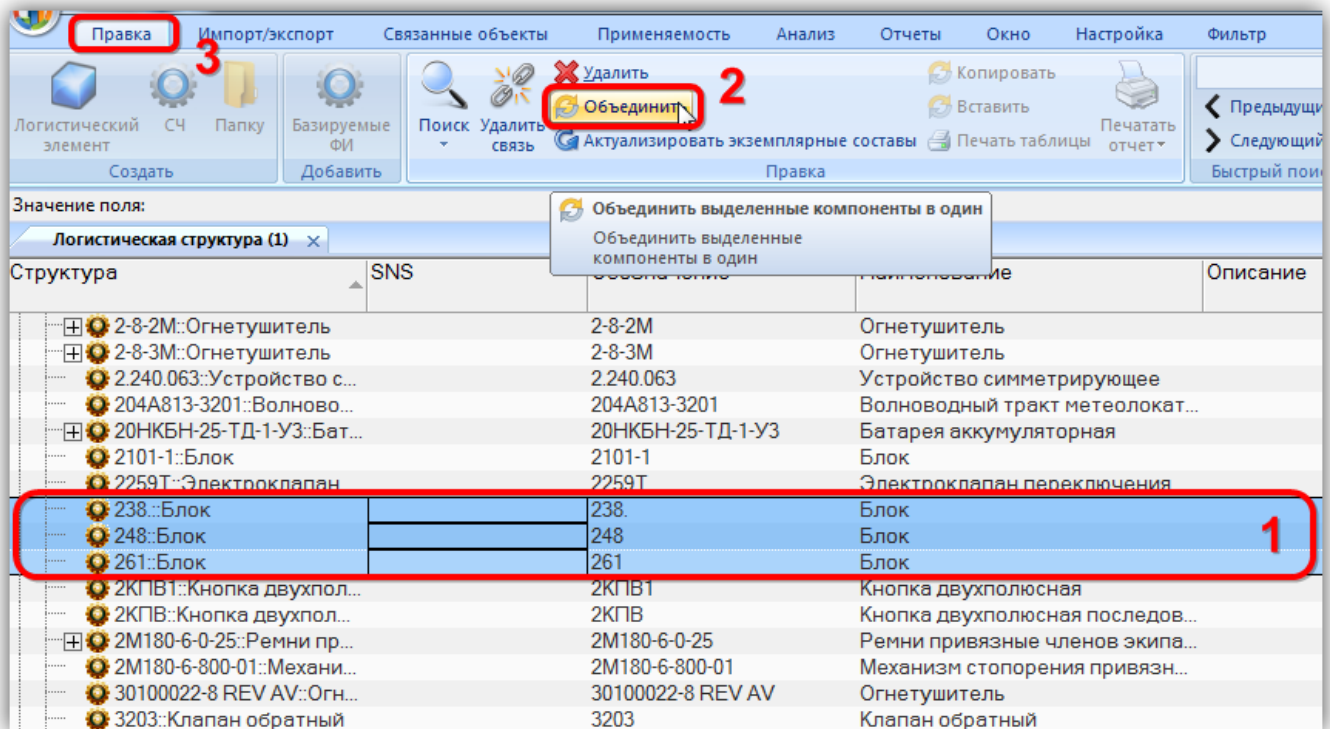 Правка Импорт/экспорт Связанные объекты Применяемость Анализ Отчеты Окно Настройка Фильтр
3
Удалить
2
Копировать
Объединить
Вставить
Предыдущи
Логистический элемент
СЧ
Папку
Базируемые ФИ
Поиск
Удалить связь
Актуализировать экземплярные составы
Печать таблицы
Печатать отчет
Следующий
Создать Добавить Правка Быстрый пои
Значение поля:
Объединить выделенные компоненты в один
Объединить выделенные
компоненты в один
Логистическая структура (1)
Структура SNS Описание
2-8-2М::Огнетушитель 2-8-2М Огнетушитель
2-8-3М::Огнетушитель 2-8-3М Огнетушитель
2.240.063::Устройство с... 2.240.063 Устройство симметрирующее
204А813-3201::Волново... 204А813-3201 Волноводный тракт метеолокат...
20НКБН-25-ТД-1-У3::Бат... 20НКБН-25-ТД-1-У3 Батарея аккумуляторная
2101-1::Блок 2101-1 Блок
2259Т::Электроклапан 2259Т Электроклапан переключения
238.::Блок 238. Блок
248::Блок 248 Блок
1
261::Блок 261 Блок
2КПВ1::Кнопка двухпол... 2КПВ1 Кнопка двухполюсная
2КПВ::Кнопка двухпол... 2КПВ Кнопка двухполюсная последов...
2М180-6-0-25::Ремни пр... 2М180-6-0-25 Ремни привязные членов экипа...
2М180-6-800-01::Механи... 2М180-6-800-01 Механизм стопорения привязн...
30100022-8 REV AV::Огн... 30100022-8 REV AV Огнетушитель
3203::Клапан обратный 3203 Клапан обратный